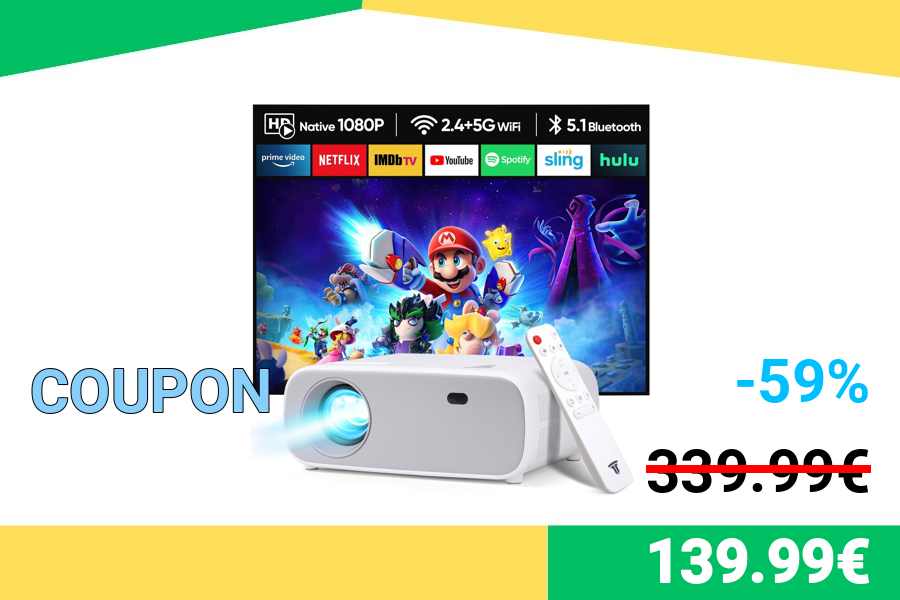 HD Native 1080P 2.4+5G WiFi 5.1 Bluetooth
prime video NETFLIX IMDb TV YouTube Spotify sling hulu
M
COUPON
-59%
339.99€
139.99€